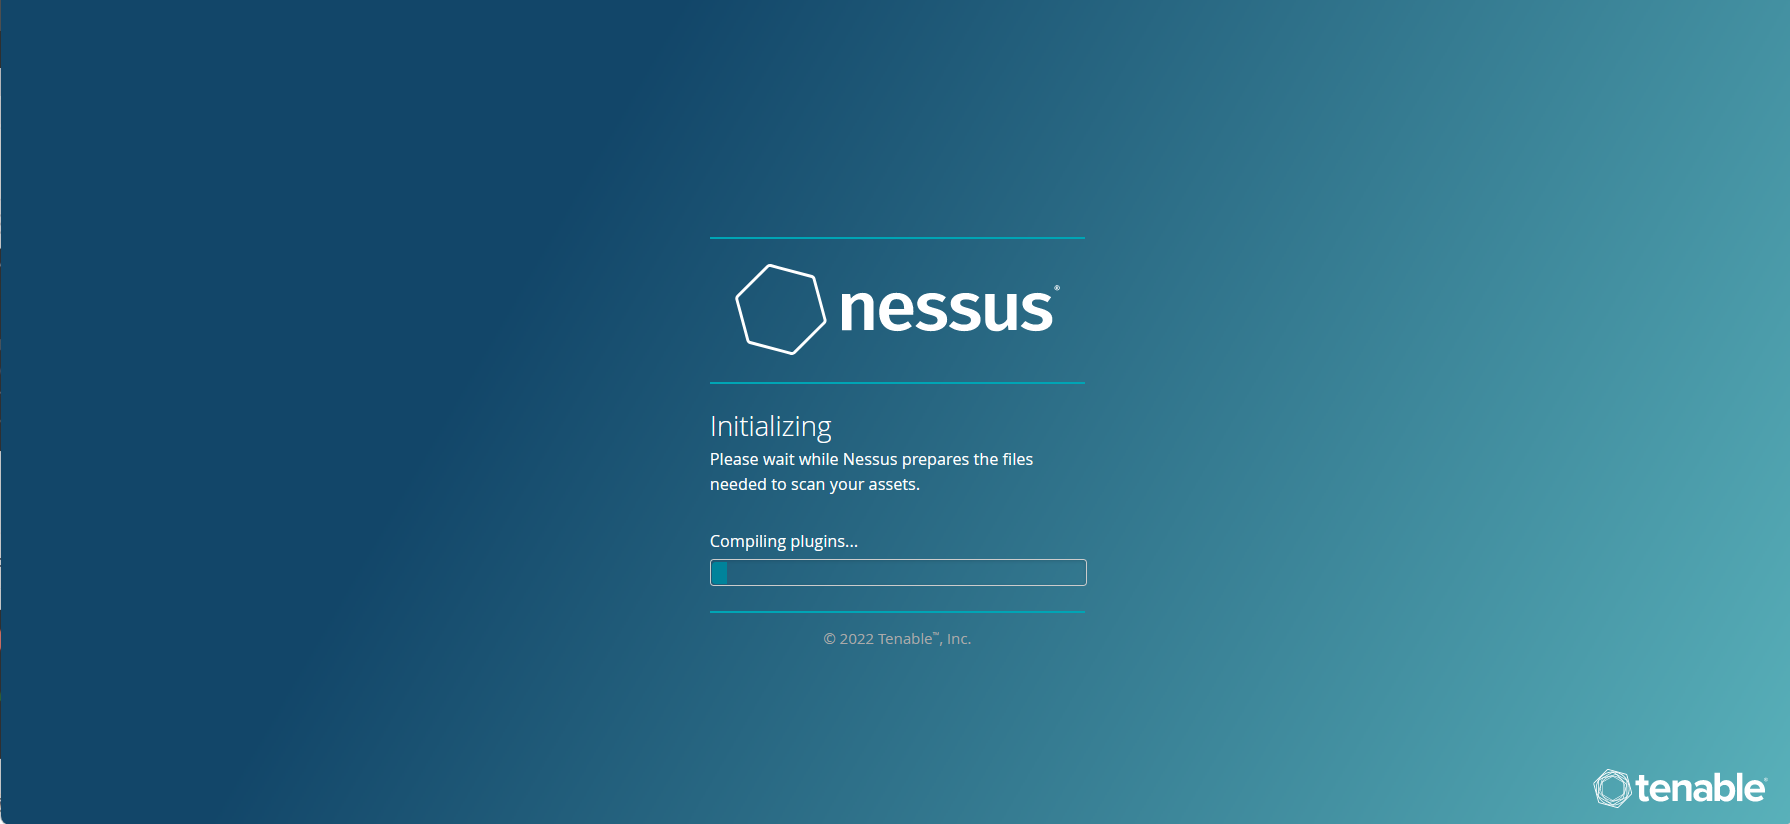 nessus®
Initializing
Please wait while Nessus prepares the files
needed to scan your assets.
Compiling plugins...
© 2022 Tenable™, Inc.
tenable®